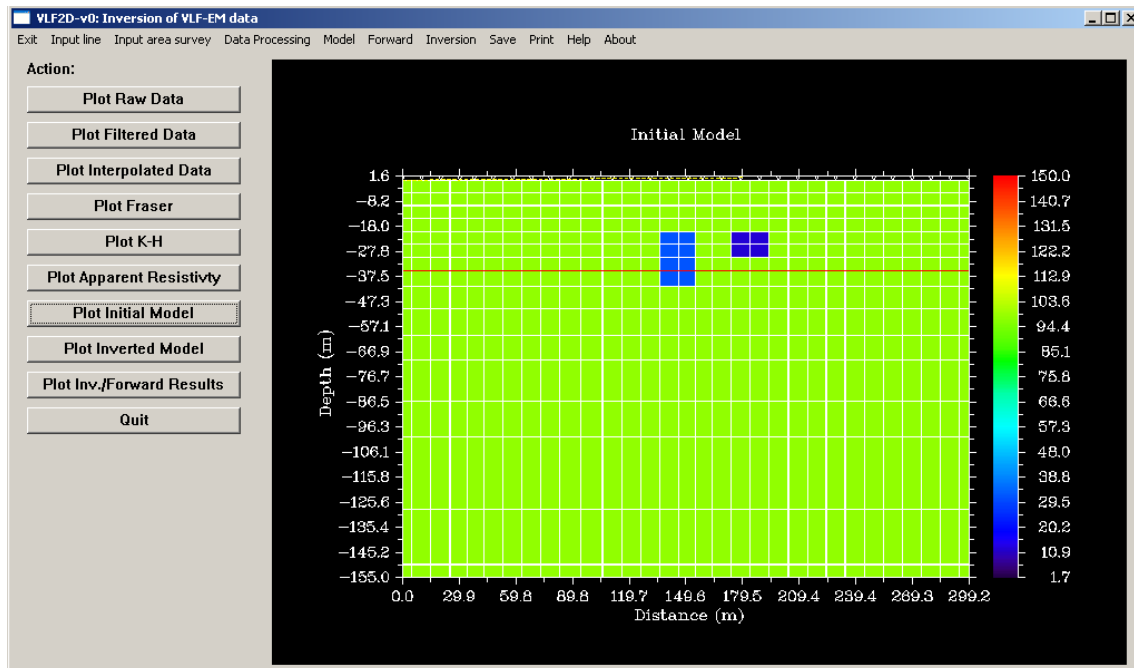 VLF2D-v0: Inversion of VLF-EM data
Exit Input line Input area survey Data Processing Model Forward Inversion Save Print Help About
Action:
Plot Raw Data
Plot Filtered Data
Plot Interpolated Data
Plot Fraser
Plot K-H
Plot Apparent Resistivty
Plot Initial Model
Plot Inverted Model
Plot Inv./Forward Results
Quit
Initial Model
Depth (m)
1.6
-8.2
-18.0
-27.8
-37.5
-47.3
-57.1
-66.9
-76.7
-86.5
-96.3
-106.1
-115.8
-125.6
-135.4
-145.2
-155.0
0.0 29.9 59.8 89.8 119.7 149.6 179.5 209.4 239.4 269.3 299.2
Distance (m)
150.0
140.7
131.5
122.2
112.9
103.6
94.4
85.1
75.8
66.6
57.3
48.0
38.8
29.5
20.2
10.9
1.7